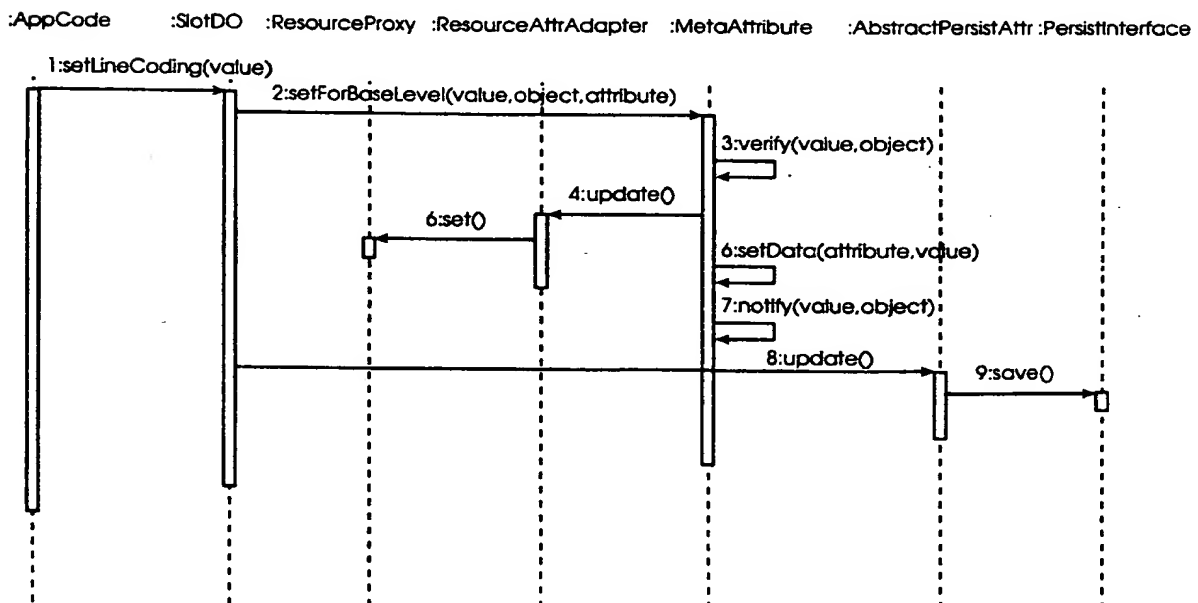 :AppCode :SlotDO :ResourceProxy :ResourceAttrAdapter :MetaAttribute :AbstractPersistAttr :PersistInterface
1:setLineCoding(value)
2:setForBaseLevel(value,object,attribute)
3:verify(value,object)
4:update()
6:set()
6:setData(attribute,value)
7:notify(value,object)
8:update()
9:save()